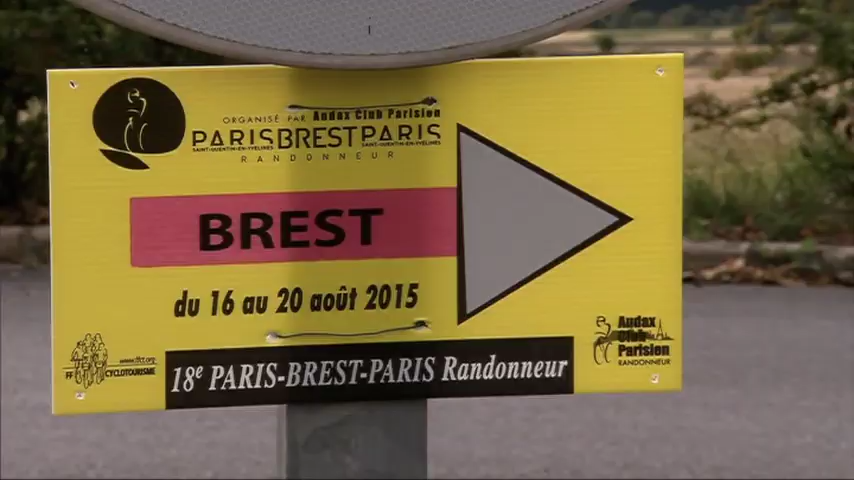 ORGANISÉ PAR Audax Club Parisien
PARISBRESTPARIS
SAINT-QUENTIN-EN-YVELINES SAINT-QUENTIN-EN-YVELINES
RANDONNEUR
BREST
du 16 au 20 août 2015
www.ffct.org
FF CYCLOTOURISME
18e PARIS-BREST-PARIS Randonneur
Audax
Club
Parisien
RANDONNEUR